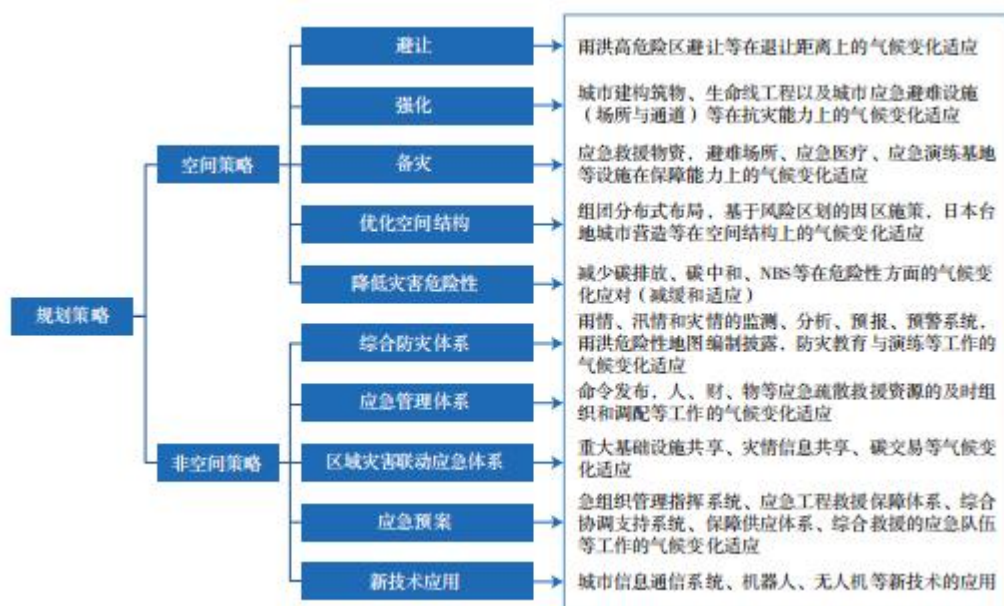 避让
雨洪高危险区避让等在退让距离上的气候变化适应
强化
城市建构筑物、生命线工程以及城市应急避难设施
（场所与通道）等在抗灾能力上的气候变化适应
空间策略
备灾
应急救援物资，避难场所、应急医疗、应急演练基地
等设施在保障能力上的气候变化适应
优化空间结构
组团分布式布局，基于风险区划的因区施策，日本台
地城市营造等在空间结构上的气候变化适应
降低灾害危险性
减少碳排放、碳中和、NBS等在危险性方面的气候变
化应对（减缓和适应）
规划策略
综合防灾体系
雨情、汛情和灾情的监测、分析、预报、预警系统，
雨洪危险性地图编制披露，防灾教育与演练等工作的
气候变化适应
应急管理体系
命令发布，人、财、物等应急疏散救援资源的及时组
织和调配等工作的气候变化适应
非空间策略
区域灾害联动应急体系
重大基础设施共享、灾情信息共享、碳交易等气候变
化适应
应急预案
急组织管理指挥系统、应急工程救援保障体系、综合
协调支持系统、保障供应体系、综合救援的应急队伍
等工作的气候变化适应
新技术应用
城市信息通信系统、机器人、无人机等新技术的应用